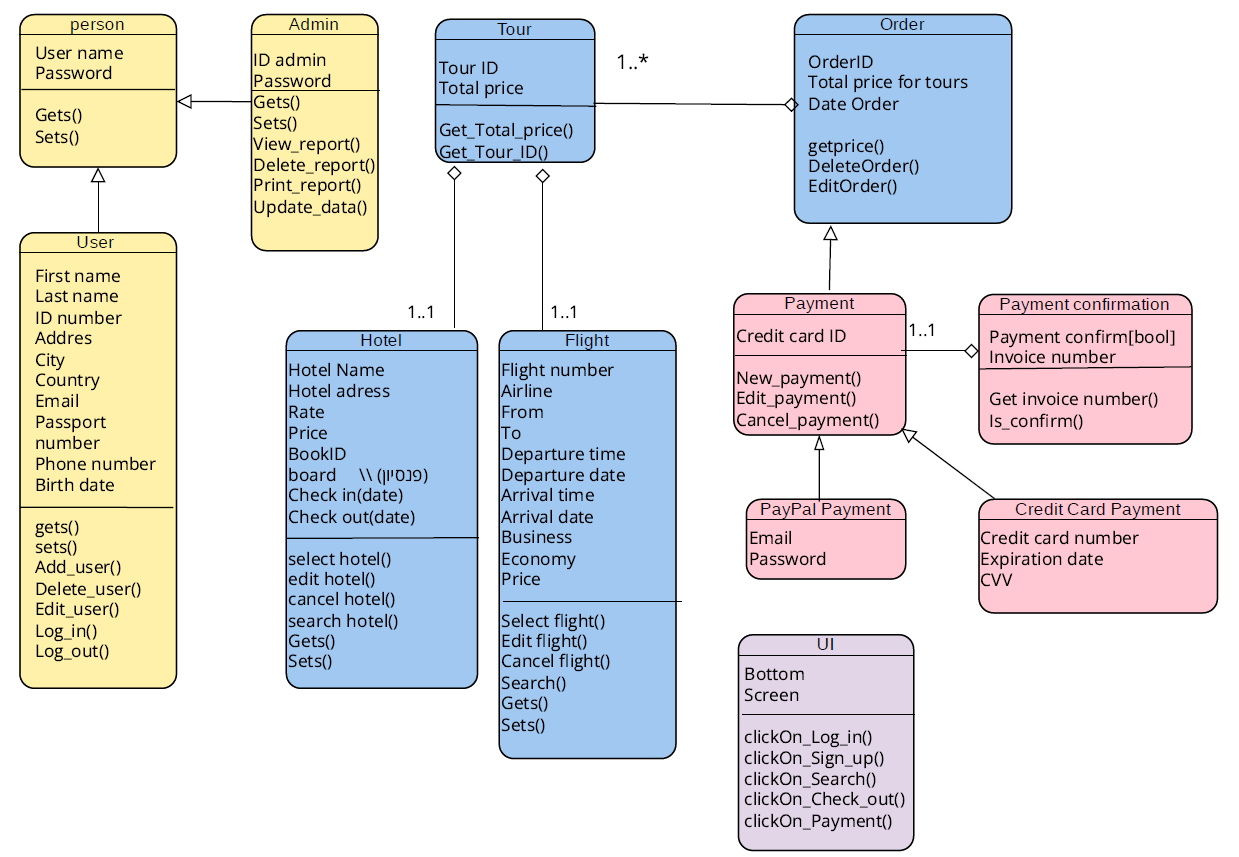 person
User name
Password
Gets()
Sets()
Admin
ID admin
Password
Gets()
Sets()
View_report()
Delete_report()
Print_report()
Update_data()
Tour
Tour ID
Total price
Get_Total_price()
Get_Tour_ID()
1..*
Order
OrderID
Total price for tours
Date Order
getprice()
DeleteOrder()
EditOrder()
User
First name
Last name
ID number
Addres
City
Country
Email
Passport
number
Phone number
Birth date
gets()
sets()
Add_user()
Delete_user()
Edit_user()
Log_in()
Log_out()
1..1
Hotel
Hotel Name
Hotel adress
Rate
Price
BookID
board \\ (פנסיון)
Check in(date)
Check out(date)
select hotel()
edit hotel()
cancel hotel()
search hotel()
Gets()
Sets()
1..1
Flight
Flight number
Airline
From
To
Departure time
Departure date
Arrival time
Arrival date
Business
Economy
Price
Select flight()
Edit flight()
Cancel flight()
Search()
Gets()
Sets()
Payment
Credit card ID
New_payment()
Edit_payment()
Cancel_payment()
1..1
Payment confirmation
Payment confirm[bool]
Invoice number
Get invoice number()
Is_confirm()
PayPal Payment
Email
Password
Credit Card Payment
Credit card number
Expiration date
CVV
UI
Bottom
Screen
clickOn_Log_in()
clickOn_Sign_up()
clickOn_Search()
clickOn_Check_out()
clickOn_Payment()